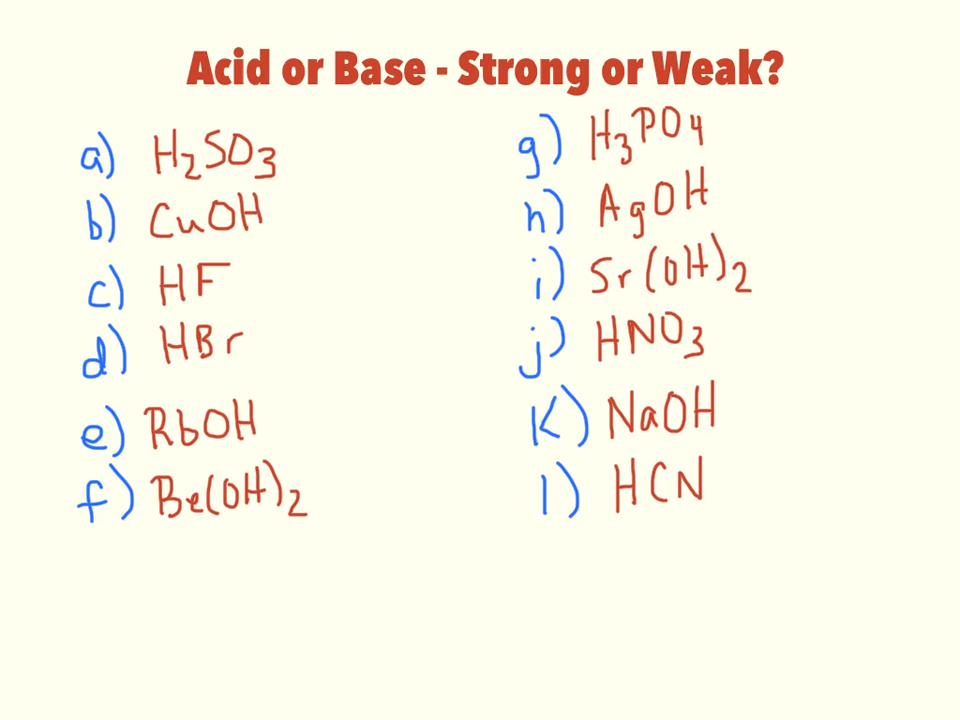 Acid or Base - Strong or Weak?
a) H₂SO₃
b) CuOH
c) HF
d) HBr
e) RbOH
f) Be(OH)₂
g) H₃PO₄
h) AgOH
i) Sr(OH)₂
j) HNO₃
k) NaOH
l) HCN